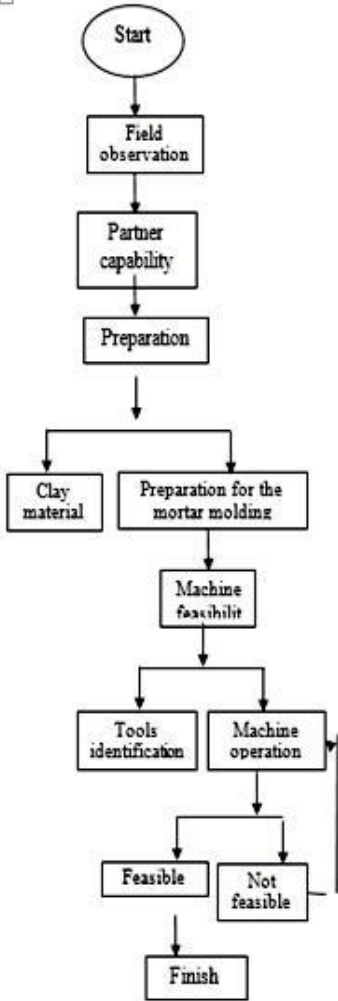 Start
Field
observation
Partner
capability
Preparation
Clay
material
Preparation for the
mortar molding
Machine
feasibilit
Tools
identification
Machine
operation
Feasible
Not
feasible
Finish